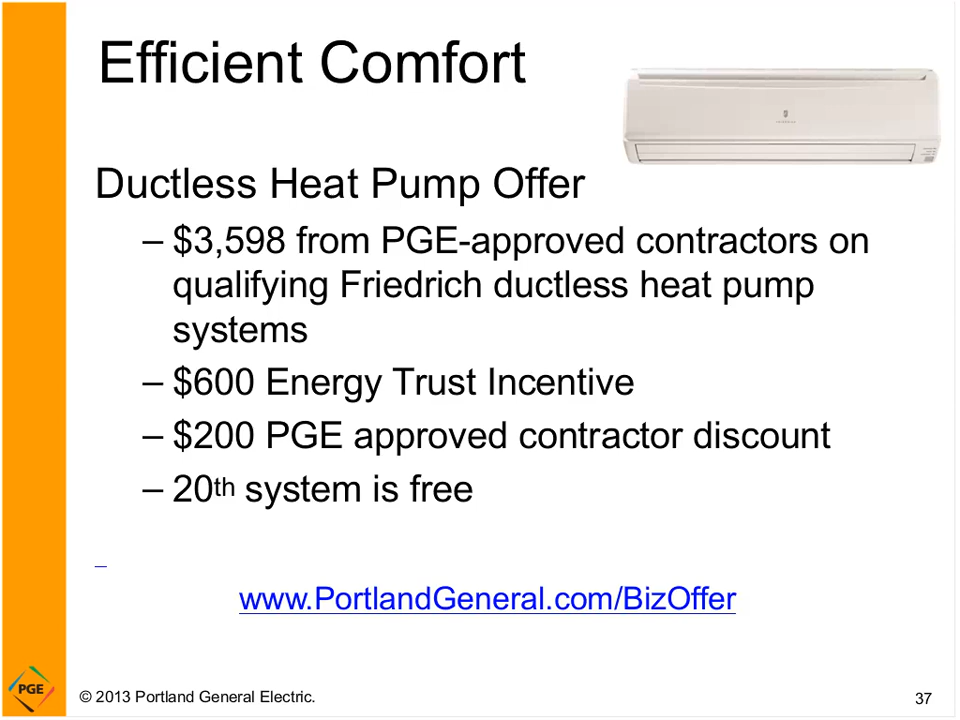 Efficient Comfort
Ductless Heat Pump Offer
– $3,598 from PGE-approved contractors on
qualifying Friedrich ductless heat pump
systems
– $600 Energy Trust Incentive
– $200 PGE approved contractor discount
– 20th system is free
www.PortlandGeneral.com/BizOffer
PGE
© 2013 Portland General Electric.
37